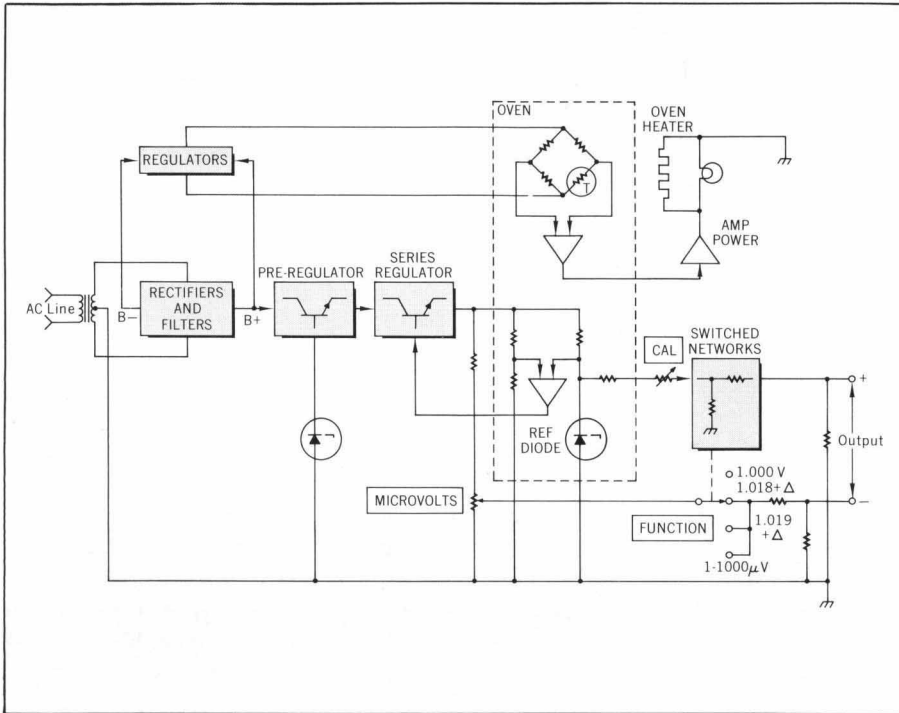 OVEN
OVEN
HEATER
REGULATORS
T
AMP
POWER
PRE-REGULATOR
SERIES
REGULATOR
AC Line
B−
RECTIFIERS
AND
FILTERS
B+
CAL
SWITCHED
NETWORKS
+
REF
DIODE
Output
MICROVOLTS
1.000 V
1.018+Δ
−
FUNCTION
1.019
+Δ
1-1000μV